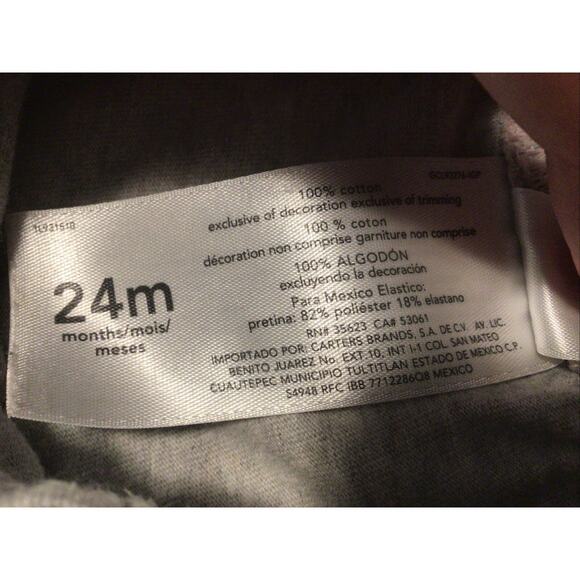 1L931510
24m
months/mois/
meses
100% cotton
exclusive of decoration exclusive of trimming
100 % coton
décoration non comprise garniture non comprise
100% ALGODÓN
excluyendo la decoración
Para Mexico Elastico:
pretina: 82% poliéster 18% elastano
RN# 35623 CA# 53061
IMPORTADO POR: CARTERS BRANDS, S.A. DE C.V. AV. LIC.
BENITO JUAREZ No. EXT.10, INT I-1 COL. SAN MATEO
CUAUTEPEC MUNICIPIO TULTITLAN ESTADO DE MEXICO C.P.
54948 RFC IBB 7712286Q8 MEXICO